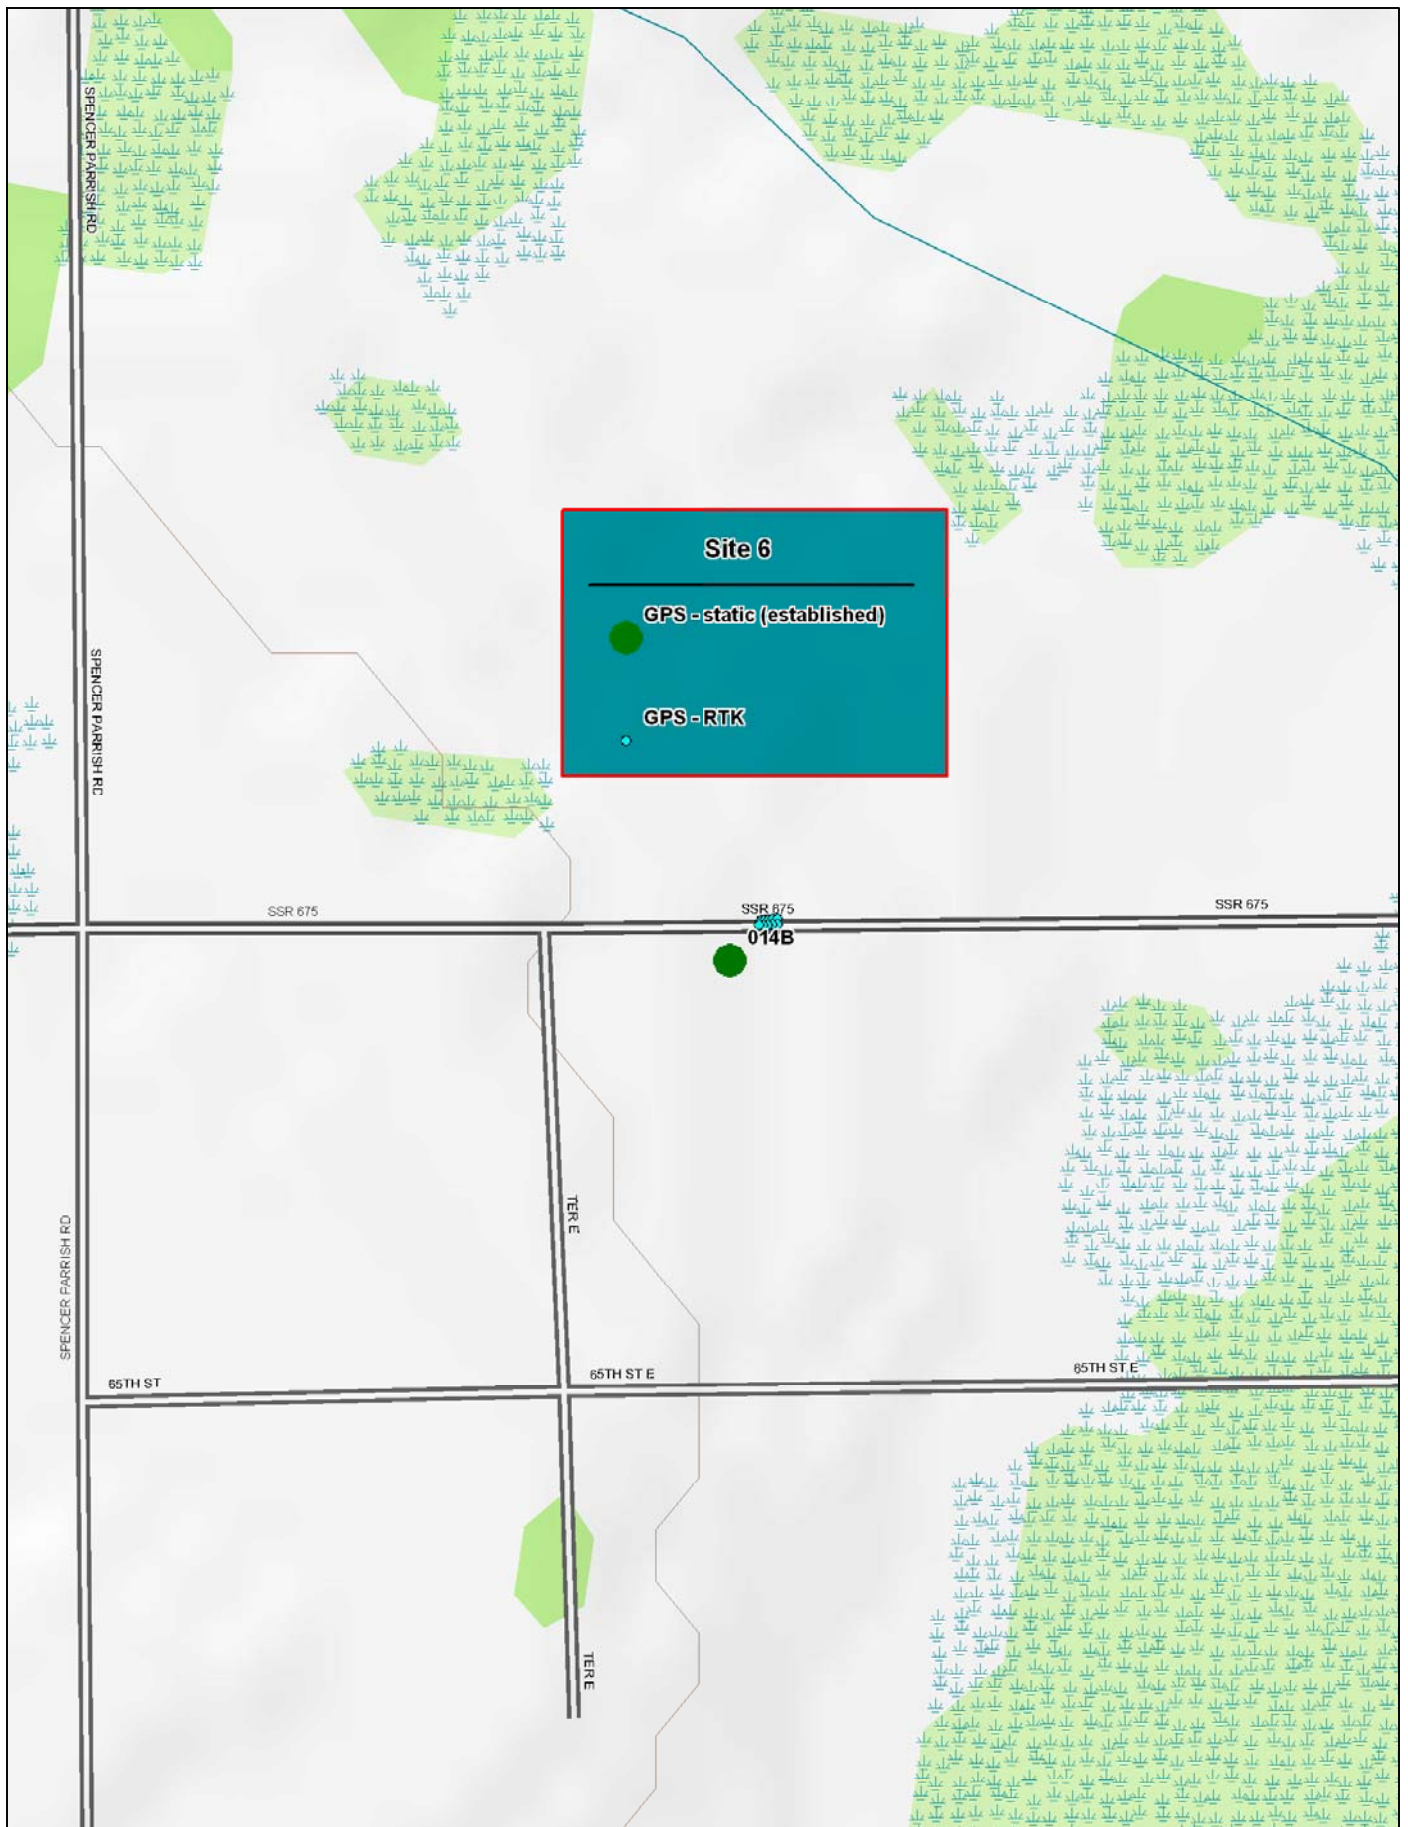 SPENCER PARRISH RD
Site 6
GPS - static (established)
SPENCER PARRISH RD
GPS - RTK
SSR 675
SSR 675
SSR 675
014B
TER E
SPENCER PARRISH RD
65TH ST
65TH ST E
65TH ST E
TER E